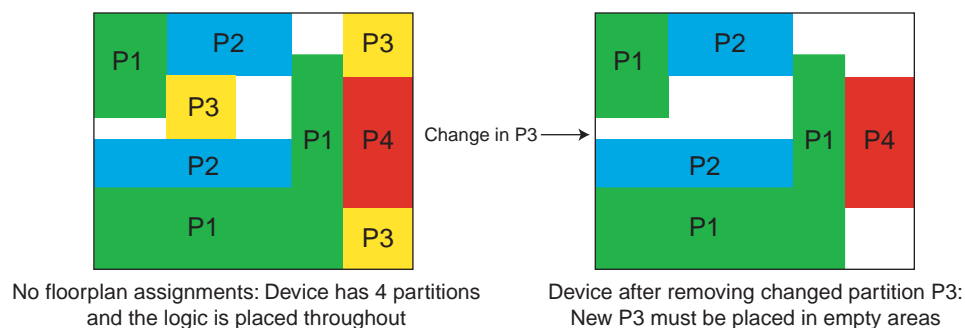 P1
P2
P3
P3
P1
P4
P2
P1
P3
Change in P3
P1
P2
P1
P4
P2
P1
No floorplan assignments: Device has 4 partitions
and the logic is placed throughout
Device after removing changed partition P3:
New P3 must be placed in empty areas